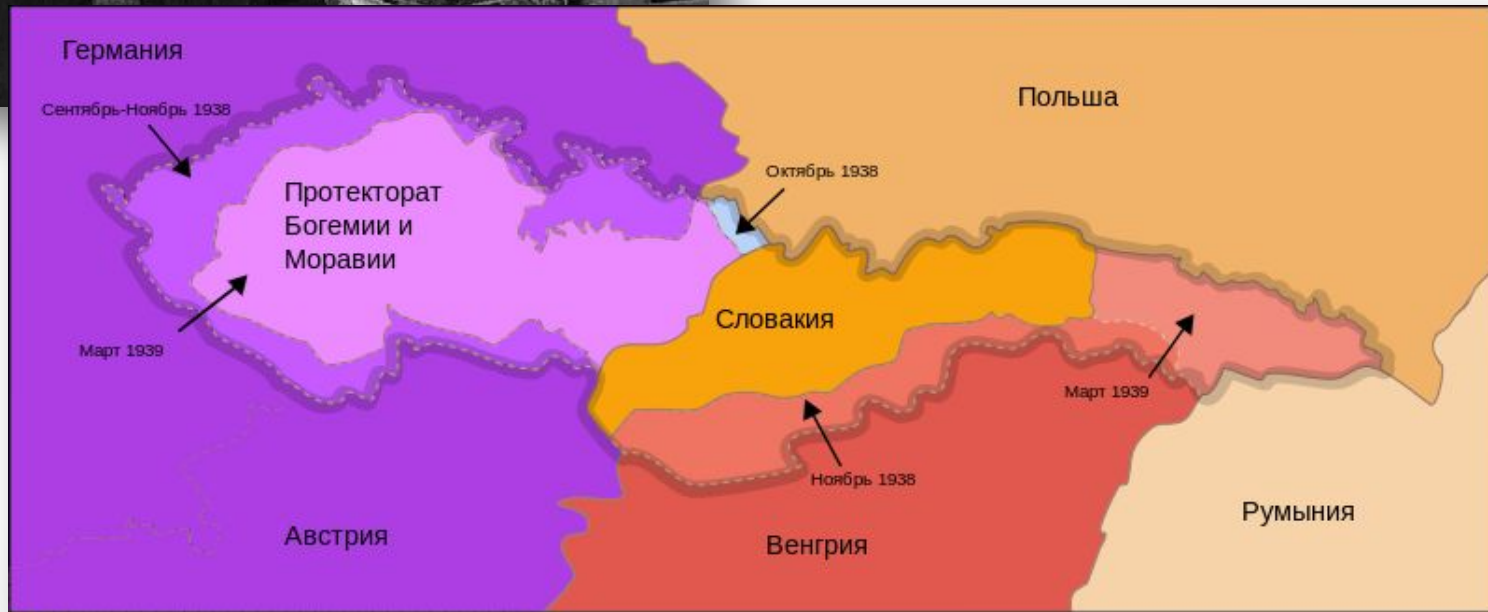 Германия
Сентябрь-Ноябрь 1938
Польша
Октябрь 1938
Протекторат
Богемии и
Моравии
Словакия
Март 1939
Март 1939
Ноябрь 1938
Австрия
Венгрия
Румыния